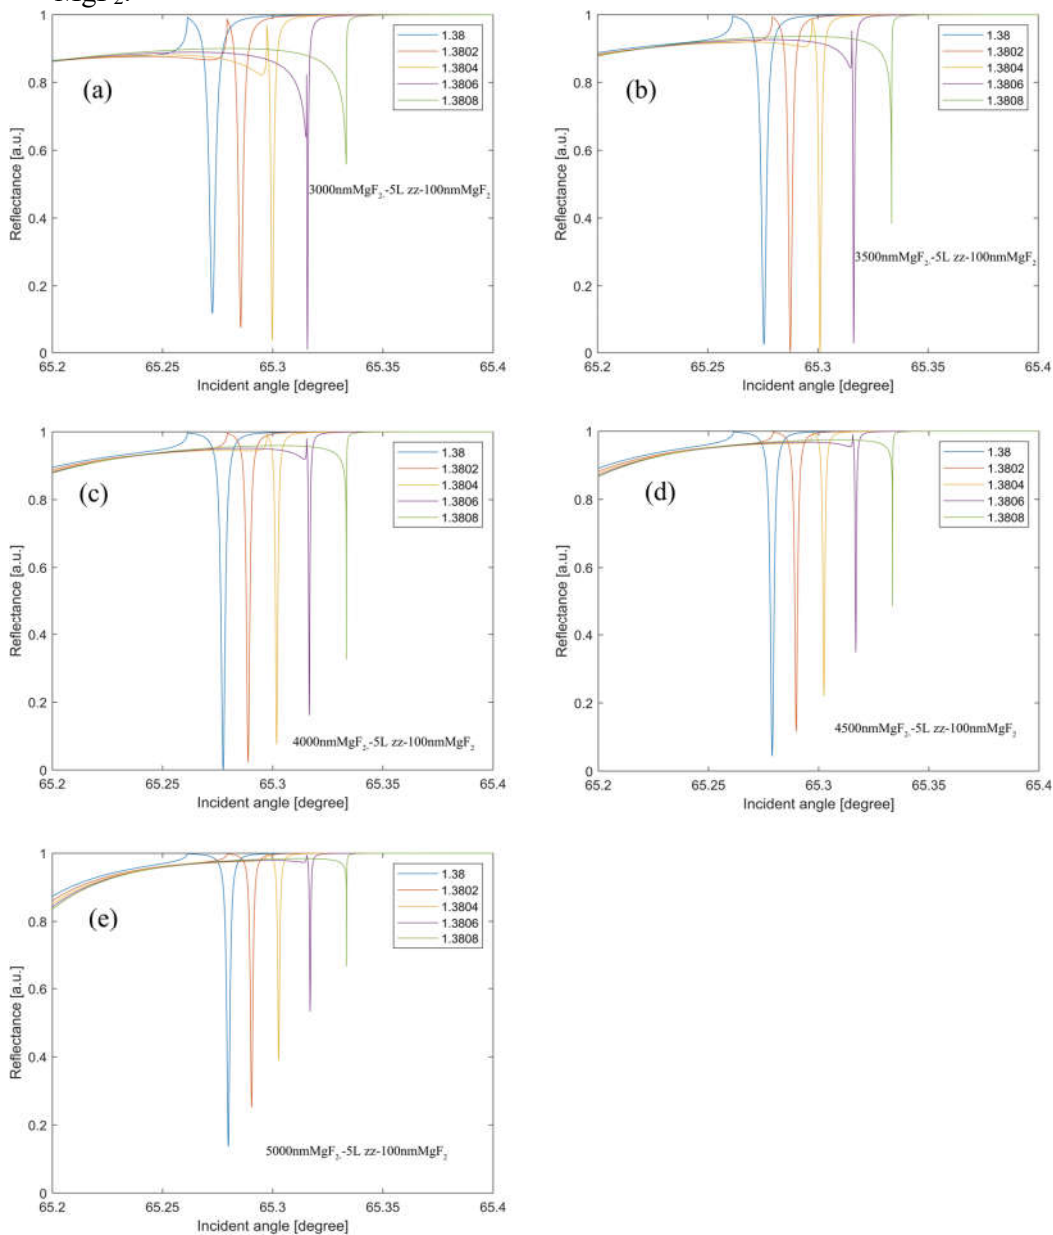 MgF₂.
1
0.8
0.6
0.4
0.2
0
Reflectance [a.u.]
(a)
1.38
1.3802
1.3804
1.3806
1.3808
3000nmMgF₂-5L zz-100nmMgF₂
65.2 65.25 65.3 65.35 65.4
Incident angle [degree]
1
0.8
0.6
0.4
0.2
0
Reflectance [a.u.]
(b)
1.38
1.3802
1.3804
1.3806
1.3808
3500nmMgF₂-5L zz-100nmMgF₂
65.2 65.25 65.3 65.35 65.4
Incident angle [degree]
1
0.8
0.6
0.4
0.2
0
Reflectance [a.u.]
(c)
1.38
1.3802
1.3804
1.3806
1.3808
4000nmMgF₂-5L zz-100nmMgF₂
65.2 65.25 65.3 65.35 65.4
Incident angle [degree]
1
0.8
0.6
0.4
0.2
0
Reflectance [a.u.]
(d)
1.38
1.3802
1.3804
1.3806
1.3808
4500nmMgF₂-5L zz-100nmMgF₂
65.2 65.25 65.3 65.35 65.4
Incident angle [degree]
1
0.8
0.6
0.4
0.2
0
Reflectance [a.u.]
(e)
1.38
1.3802
1.3804
1.3806
1.3808
5000nmMgF₂-5L zz-100nmMgF₂
65.2 65.25 65.3 65.35 65.4
Incident angle [degree]